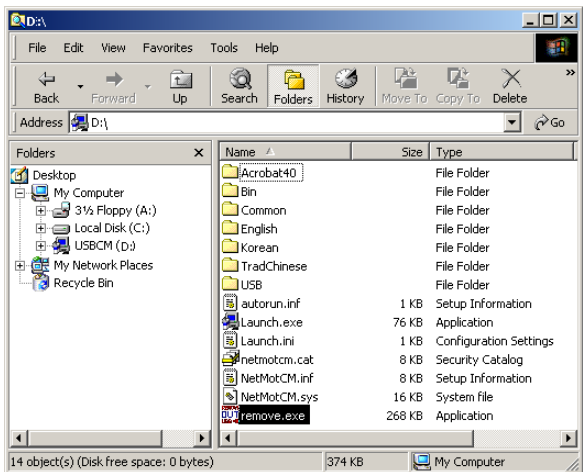 D:\
File Edit View Favorites Tools Help
Back Forward Up Search Folders History Move To Copy To Delete »
Address D:\ Go
Folders
Desktop
My Computer
3½ Floppy (A:)
Local Disk (C:)
USBCM (D:)
My Network Places
Recycle Bin
Name Size Type
Acrobat40 File Folder
Bin File Folder
Common File Folder
English File Folder
Korean File Folder
TradChinese File Folder
USB File Folder
autorun.inf 1 KB Setup Information
Launch.exe 76 KB Application
Launch.ini 1 KB Configuration Settings
netmotcm.cat 8 KB Security Catalog
NetMotCM.inf 8 KB Setup Information
NetMotCM.sys 16 KB System file
OUT remove.exe 268 KB Application
14 object(s) (Disk free space: 0 bytes) 374 KB My Computer